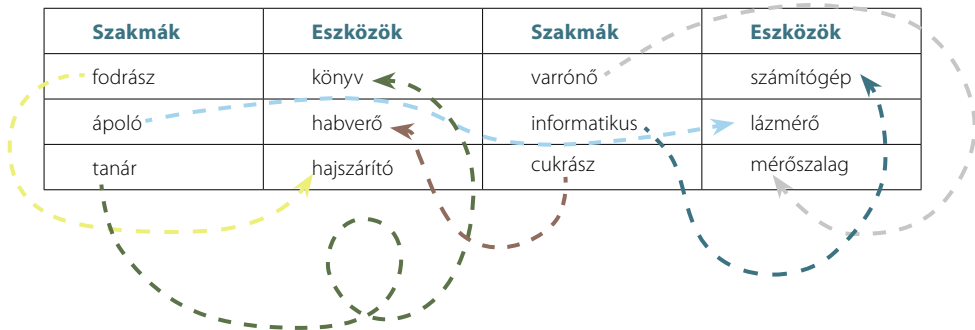 Szakmák Eszközök Szakmák Eszközök
fodrász könyv varrónő számítógép
ápoló habverő informatikus lázmérő
tanár hajszárító cukrász mérőszalag